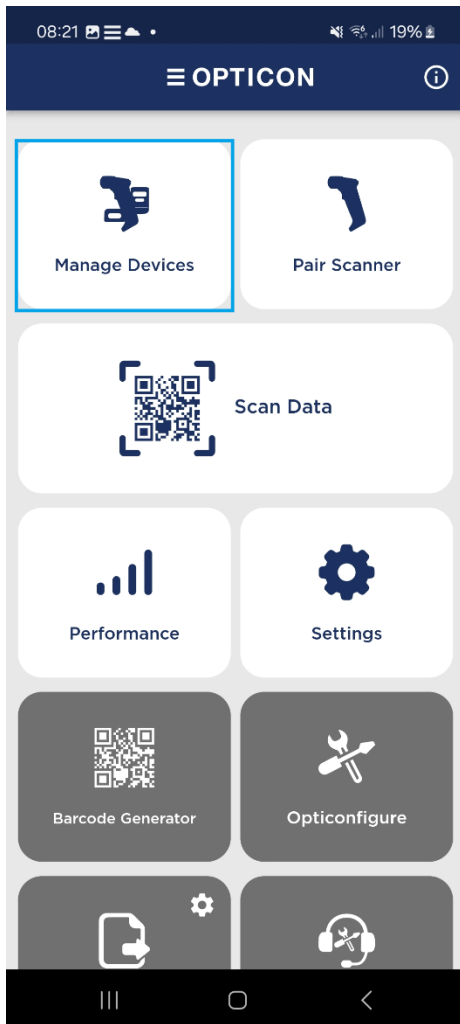 08:21
19%
OPTICON
Manage Devices
Pair Scanner
Scan Data
Performance
Settings
Barcode Generator
Opticonfigure